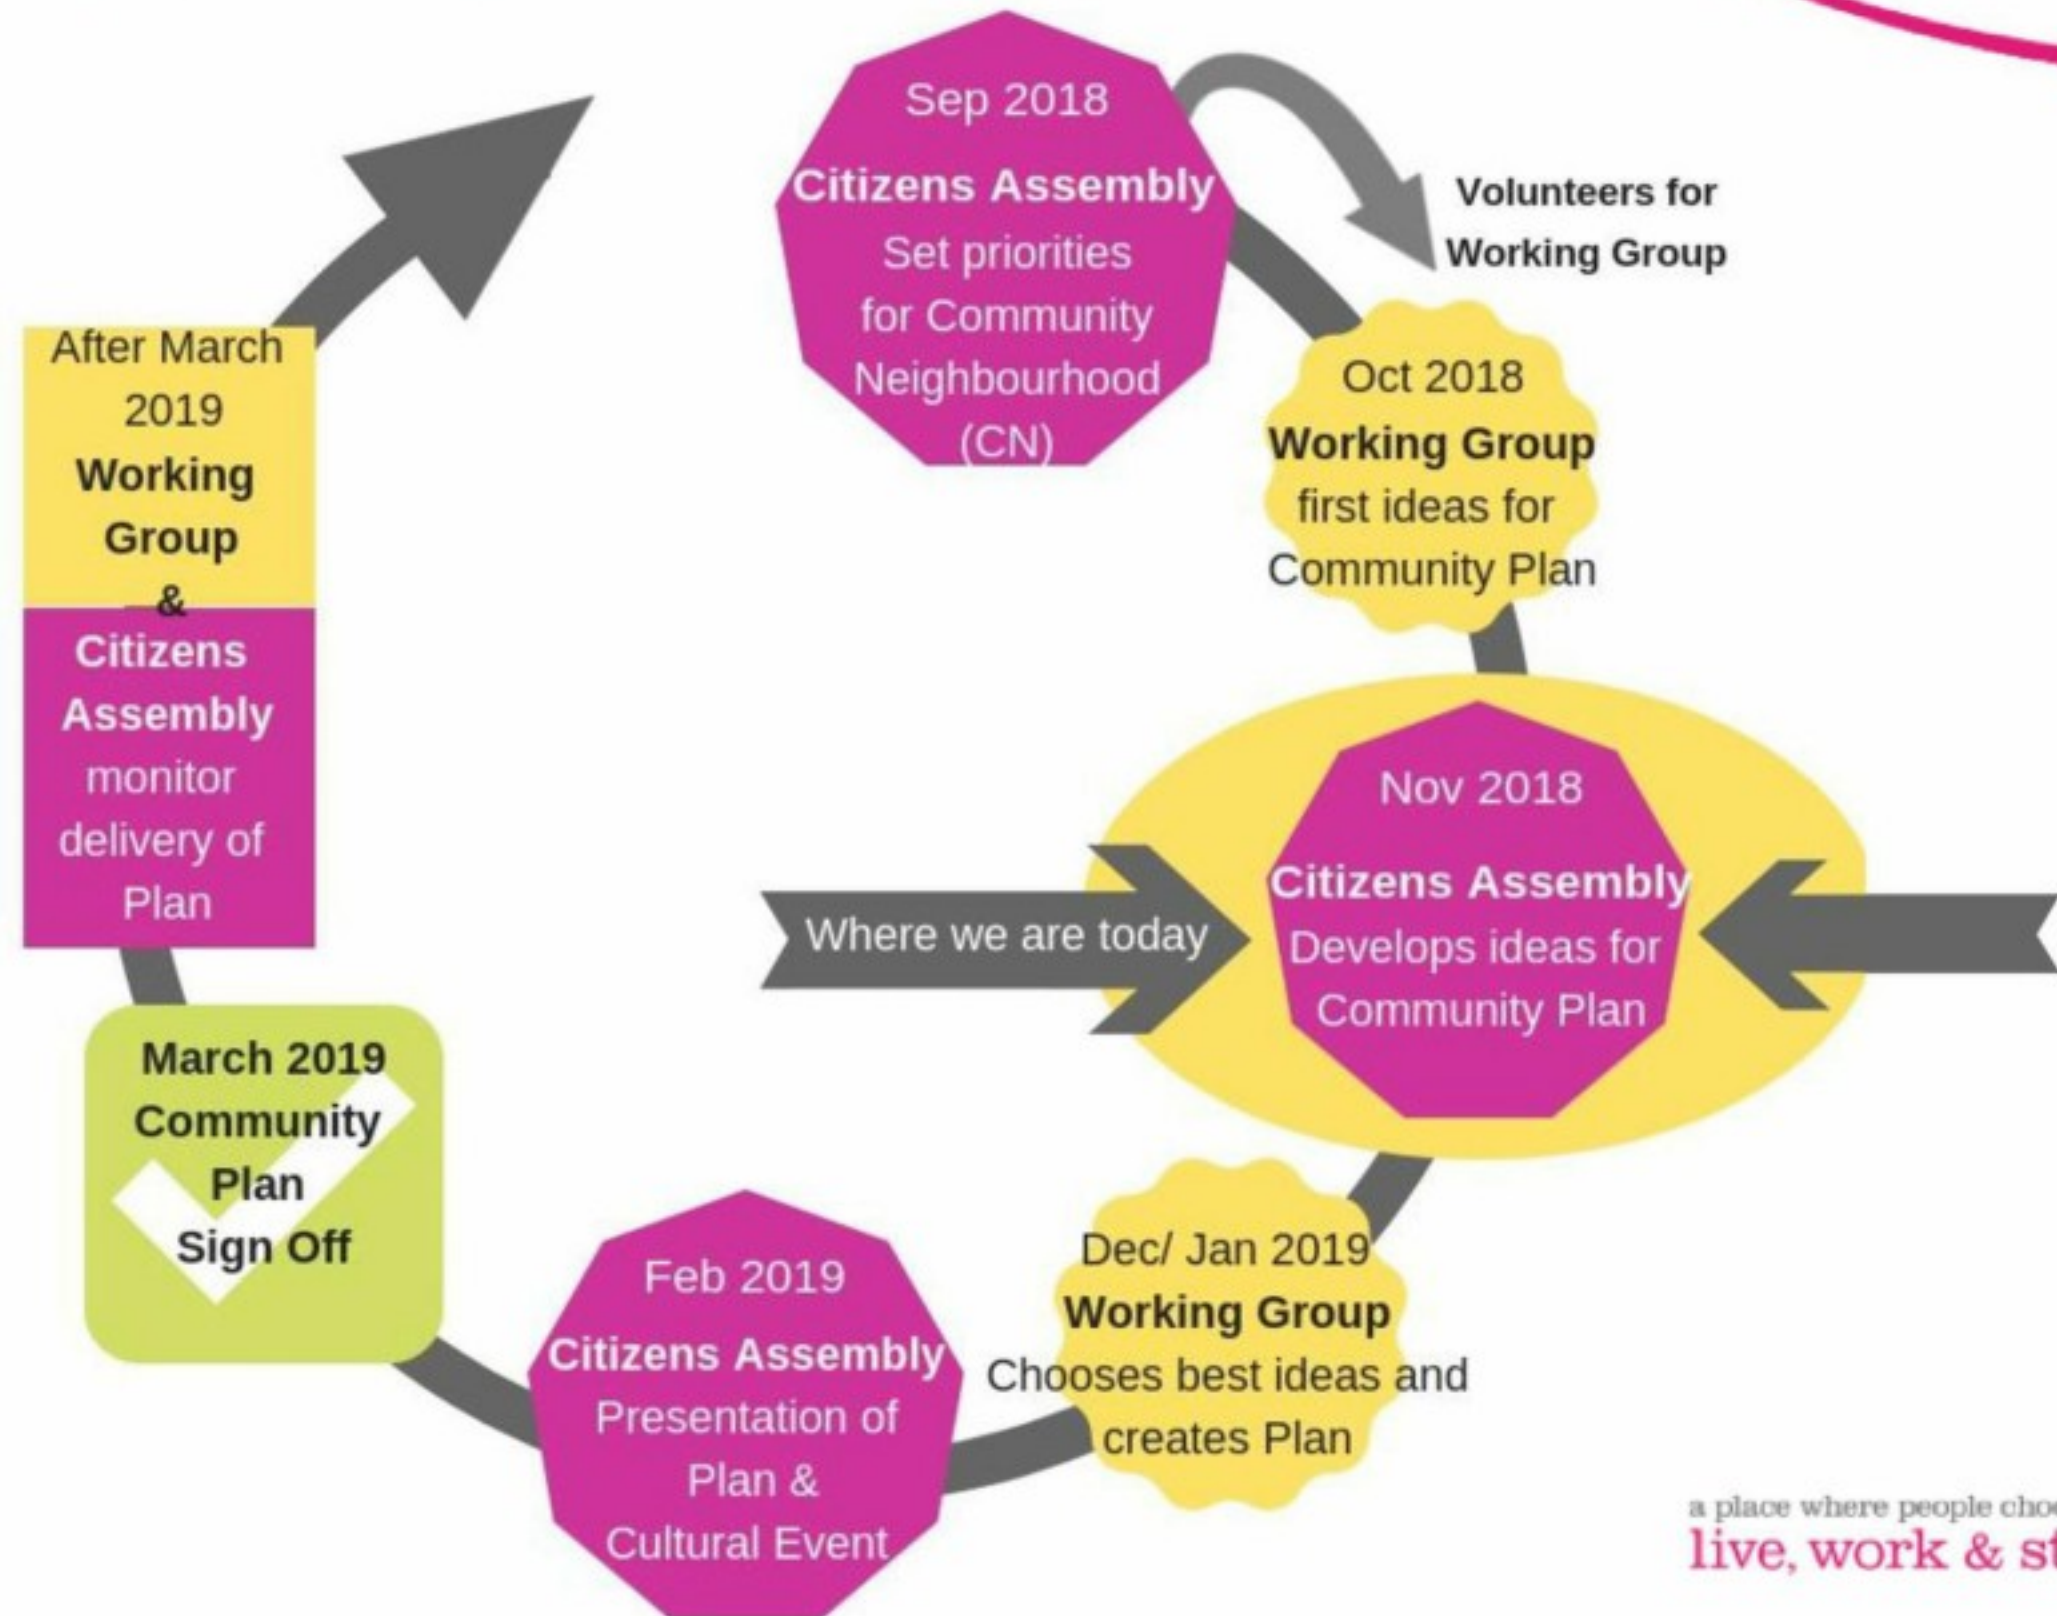 Sep 2018
Citizens Assembly
Set priorities
for Community
Neighbourhood
(CN)
Volunteers for
Working Group
Oct 2018
Working Group
first ideas for
Community Plan
Nov 2018
Citizens Assembly
Develops ideas for
Community Plan
Where we are today
Dec/ Jan 2019
Working Group
Chooses best ideas and
creates Plan
Feb 2019
Citizens Assembly
Presentation of
Plan &
Cultural Event
March 2019
Community
Plan
Sign Off
After March
2019
Working
Group
&
Citizens
Assembly
monitor
delivery of
Plan
a place where people
live, work &